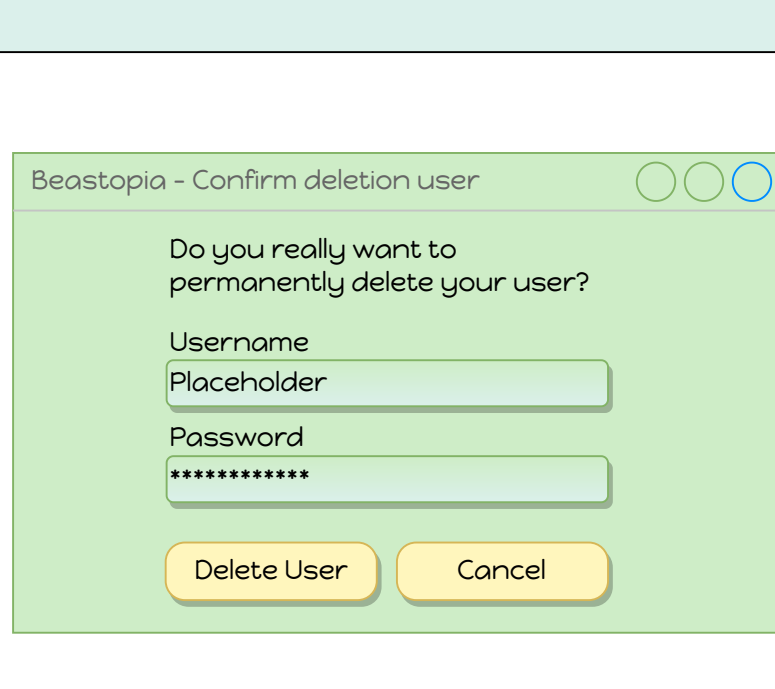 Beastopia - Confirm deletion user
Do you really want to
permanently delete your user?
Username
Placeholder
Password
************
Delete User
Cancel